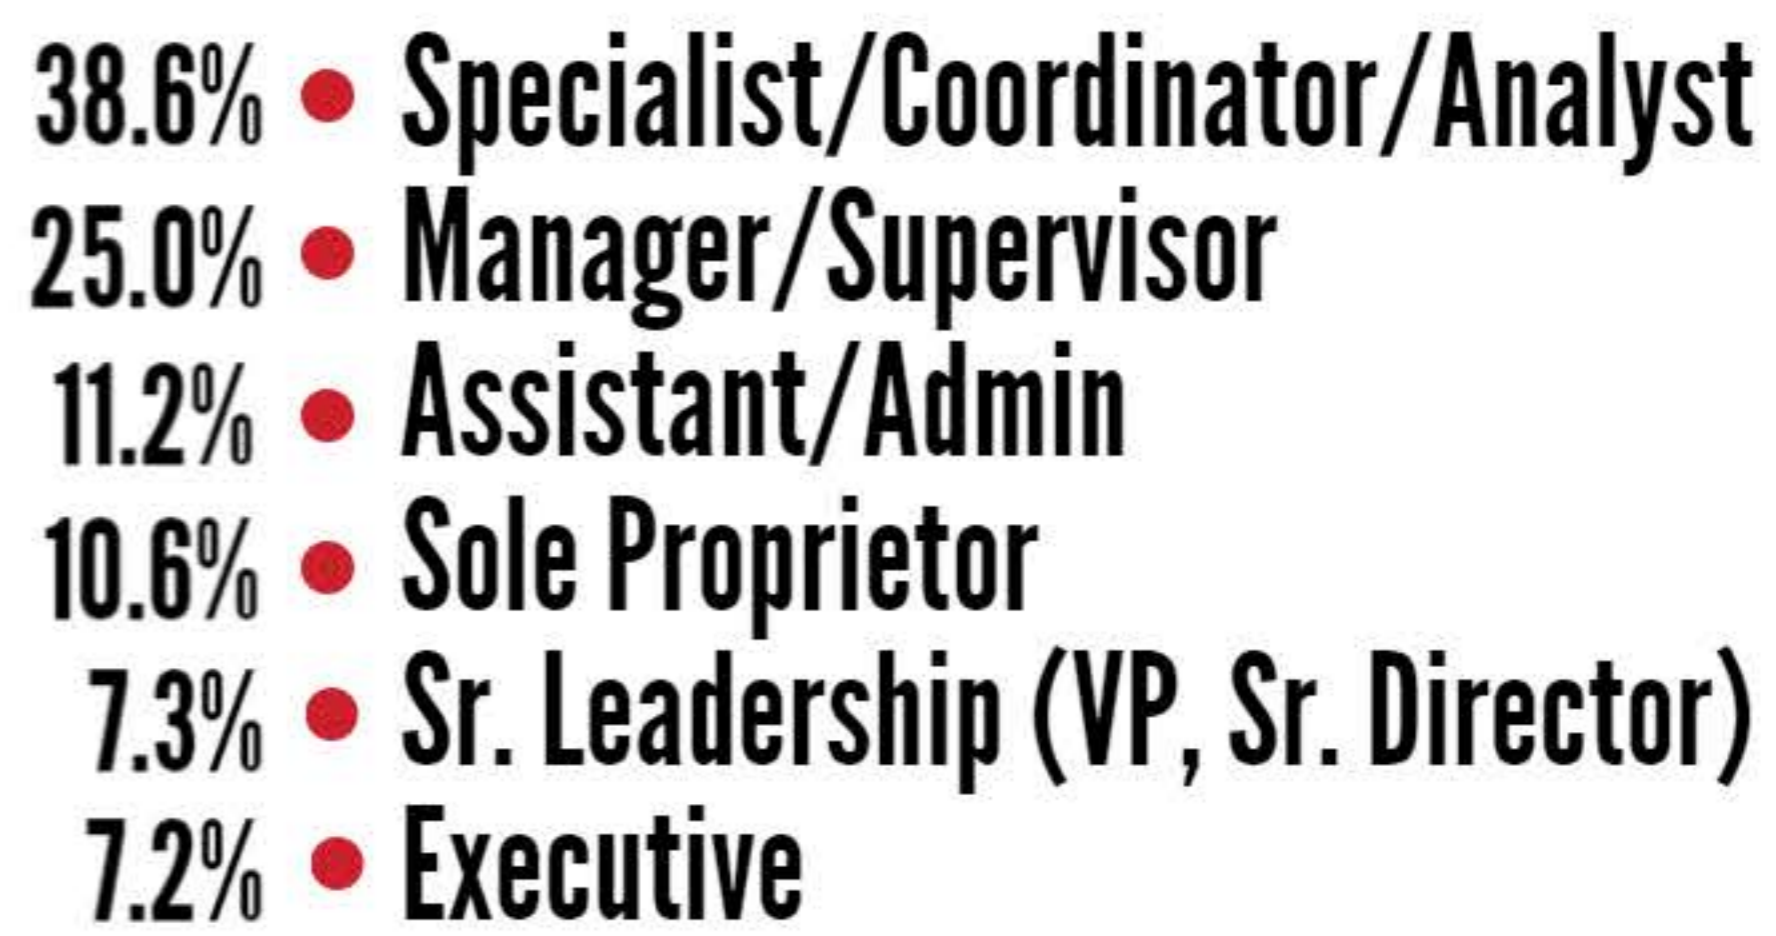 38.6% • Specialist/Coordinator/Analyst
25.0% • Manager/Supervisor
11.2% • Assistant/Admin
10.6% • Sole Proprietor
7.3% • Sr. Leadership (VP, Sr. Director)
7.2% • Executive